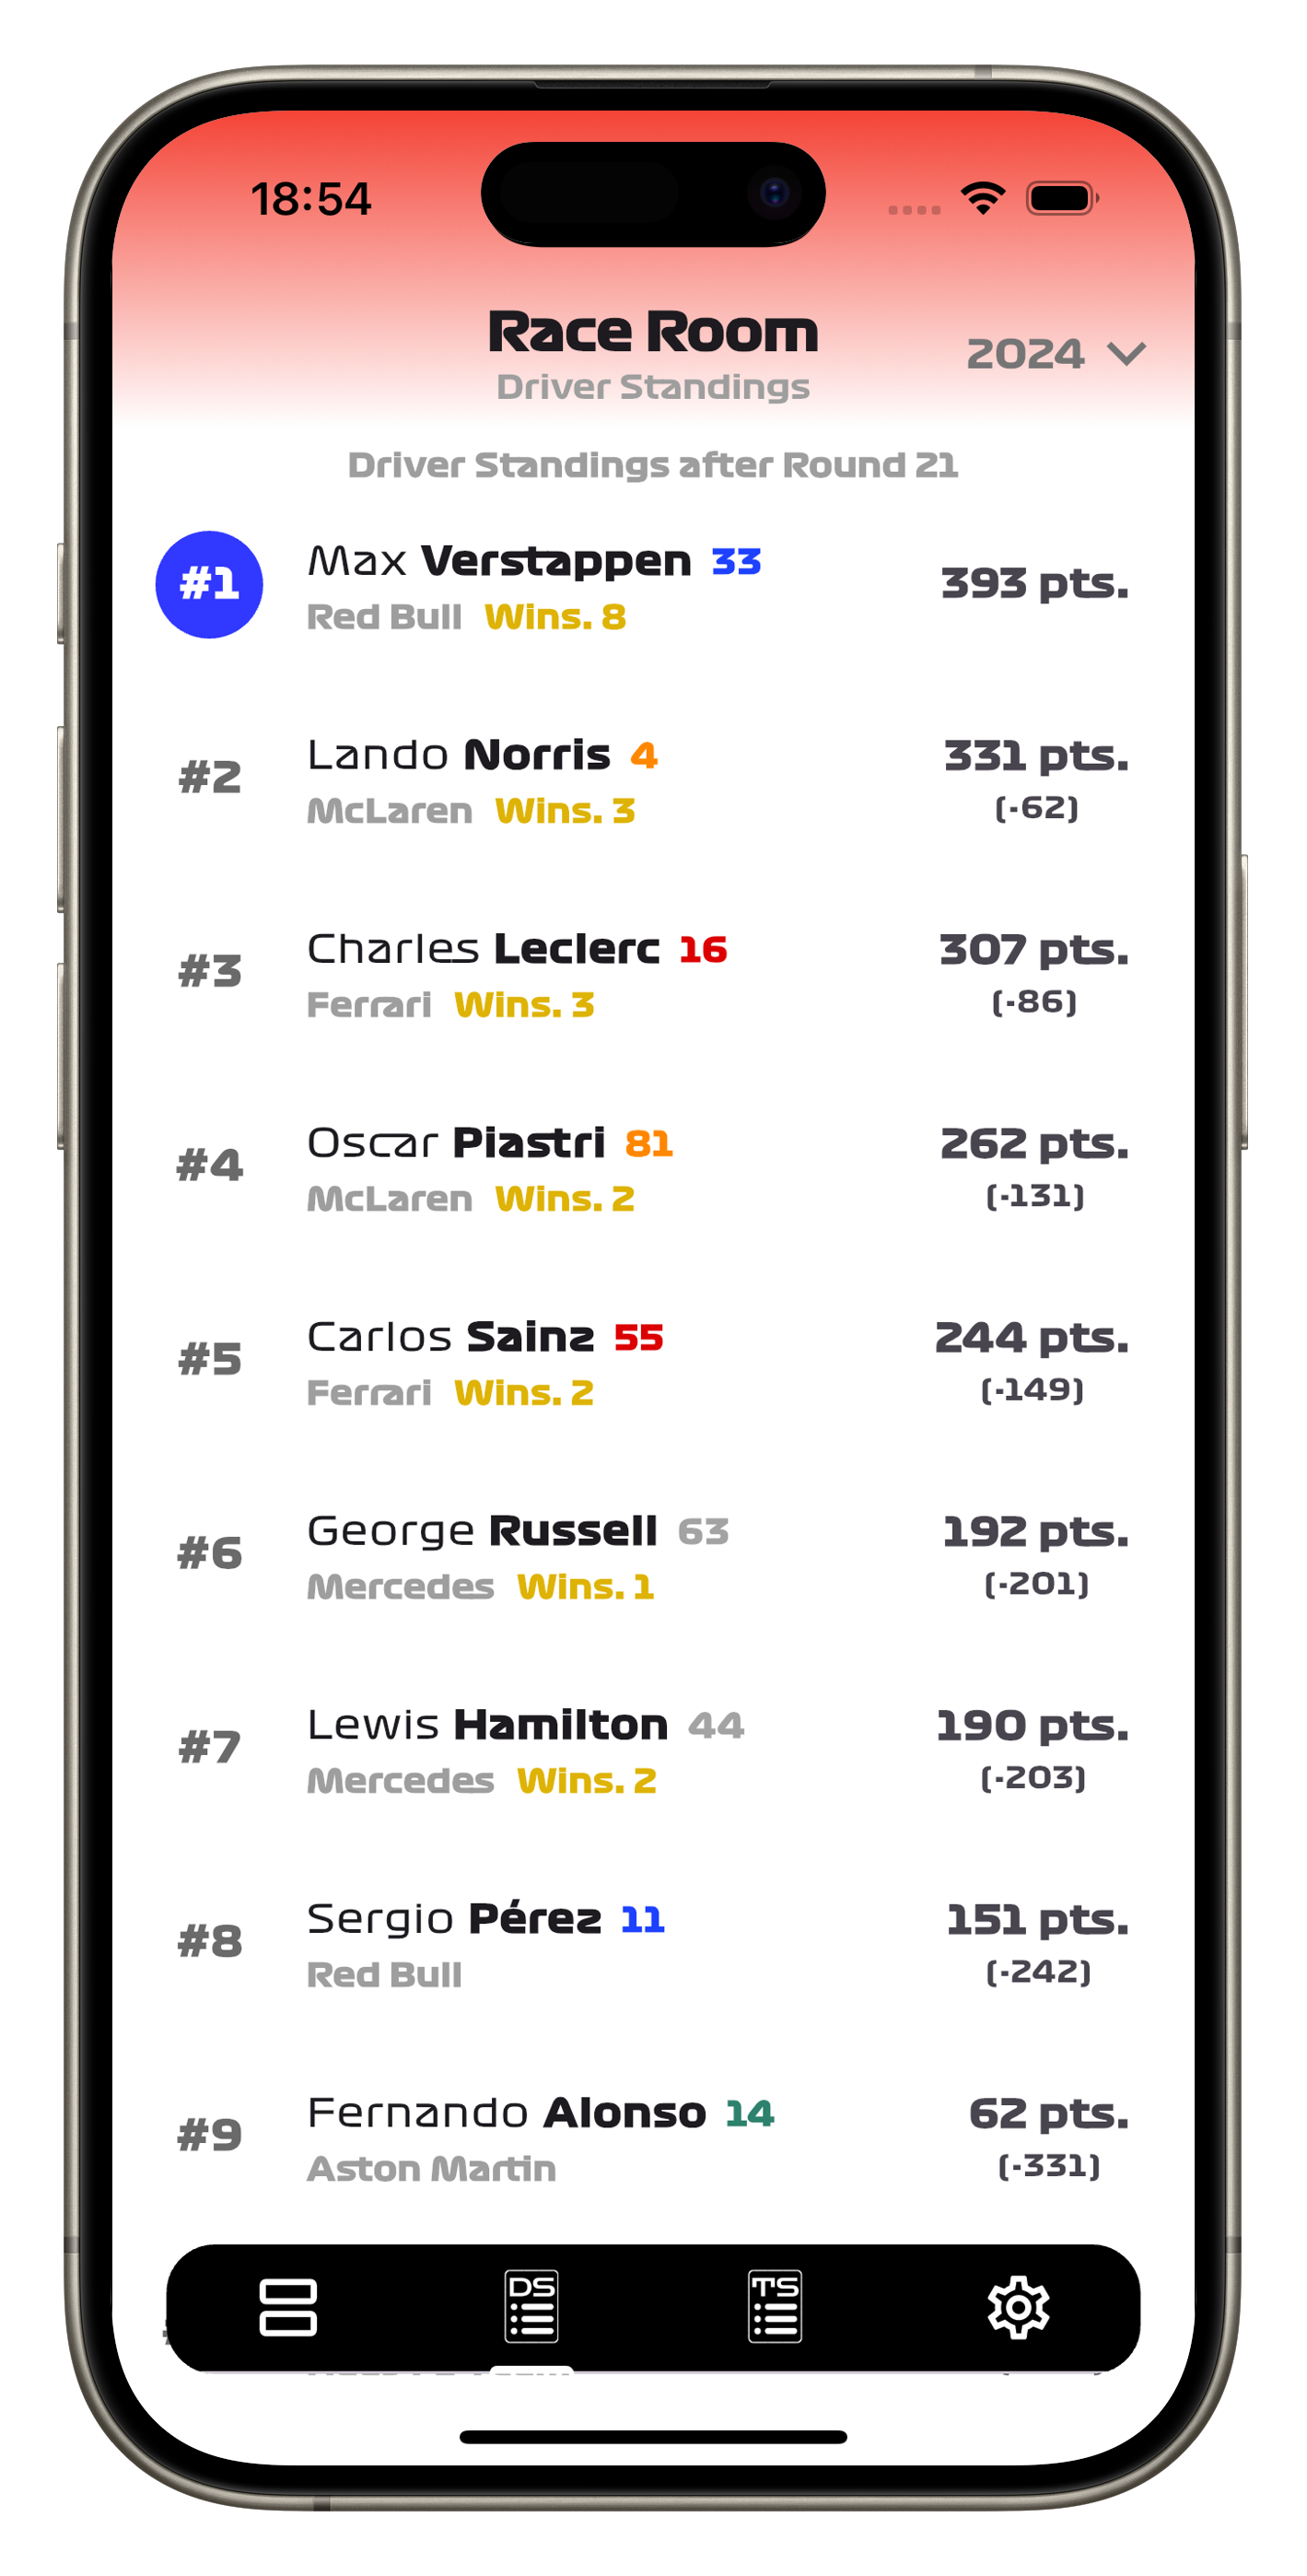 18:54
Race Room
2024
Driver Standings
Driver Standings after Round 21
#1
Max Verstappen 33
Red Bull Wins. 8
393 pts.
#2
Lando Norris 4
McLaren Wins. 3
331 pts.
(-62)
#3
Charles Leclerc 16
Ferrari Wins. 3
307 pts.
(-86)
#4
Oscar Piastri 81
McLaren Wins. 2
262 pts.
(-131)
#5
Carlos Sainz 55
Ferrari Wins. 2
244 pts.
(-149)
#6
George Russell 63
Mercedes Wins. 1
192 pts.
(-201)
#7
Lewis Hamilton 44
Mercedes Wins. 2
190 pts.
(-203)
#8
Sergio Pérez 11
Red Bull
151 pts.
(-242)
#9
Fernando Alonso 14
Aston Martin
62 pts.
(-331)
DS
TS